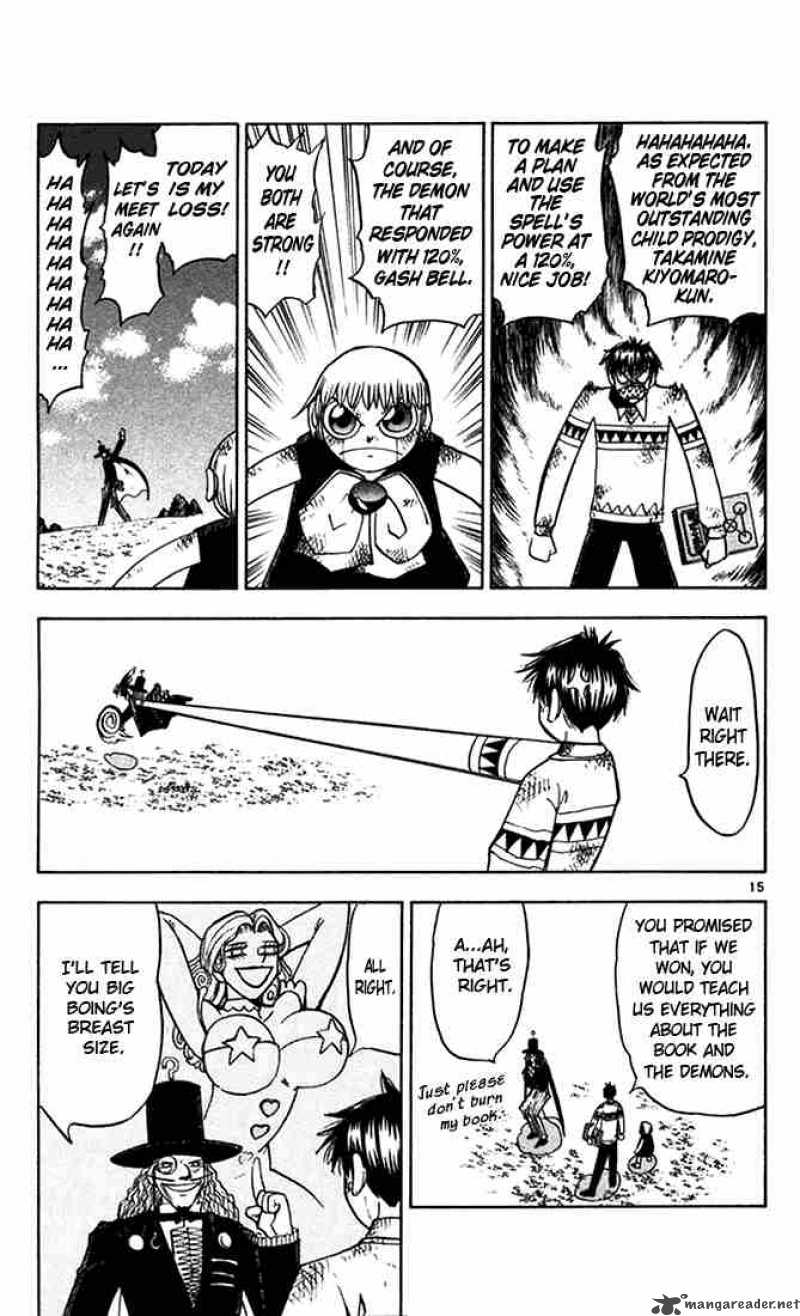 HAHAHAHAHA.
AS EXPECTED
FROM THE
WORLD'S MOST
OUTSTANDING
CHILD PRODIGY,
TAKAMINE
KIYOMARO-
KUN.
TO MAKE
A PLAN
AND USE
THE
SPELL'S
POWER AT
A 120%,
NICE JOB!
AND OF
COURSE,
THE DEMON
THAT
RESPONDED
WITH 120%,
GASH BELL.
YOU
BOTH
ARE
STRONG
!!
TODAY
IS MY
LOSS!
LET'S
MEET
AGAIN
!!
HA
HA
HA
HA
HA
HA
HA
HA
HA
...
WAIT
RIGHT
THERE.
15
YOU PROMISED
THAT IF WE
WON, YOU
WOULD TEACH
US EVERYTHING
ABOUT THE
BOOK AND
THE DEMONS.
A...AH,
THAT'S
RIGHT.
Just please
don't burn
my book.
ALL
RIGHT.
I'LL TELL
YOU BIG
BOING'S
BREAST
SIZE.
?
mangareader.net